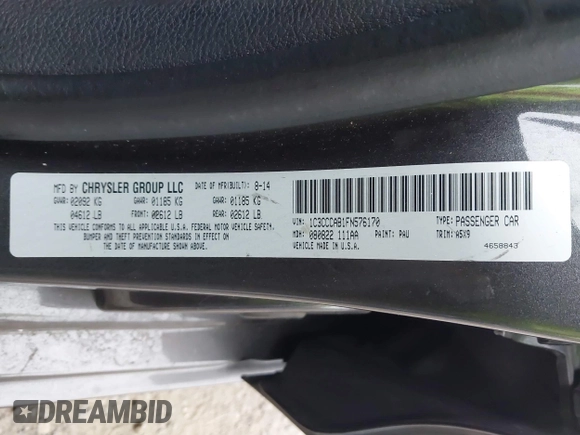 MFD BY CHRYSLER GROUP LLC DATE OF MFR(BUILT): 8-14
GVWR: 02092 KG GAWR: 01185 KG GAWR: 01185 KG
04612 LB FRONT: 02612 LB REAR: 02612 LB
THIS VEHICLE CONFORMS TO ALL APPLICABLE U.S.A. FEDERAL MOTOR VEHICLE SAFETY,
BUMPER AND THEFT PREVENTION STANDARDS IN EFFECT ON THE DATE
OF MANUFACTURE SHOWN ABOVE.
VIN: 1C3CCCAB1FN576170 TYPE: PASSENGER CAR
MDH: 080822 111AA PAINT: PAU TRIM: A5X9
VEHICLE MADE IN U.S.A. 4658843
DREAMBID